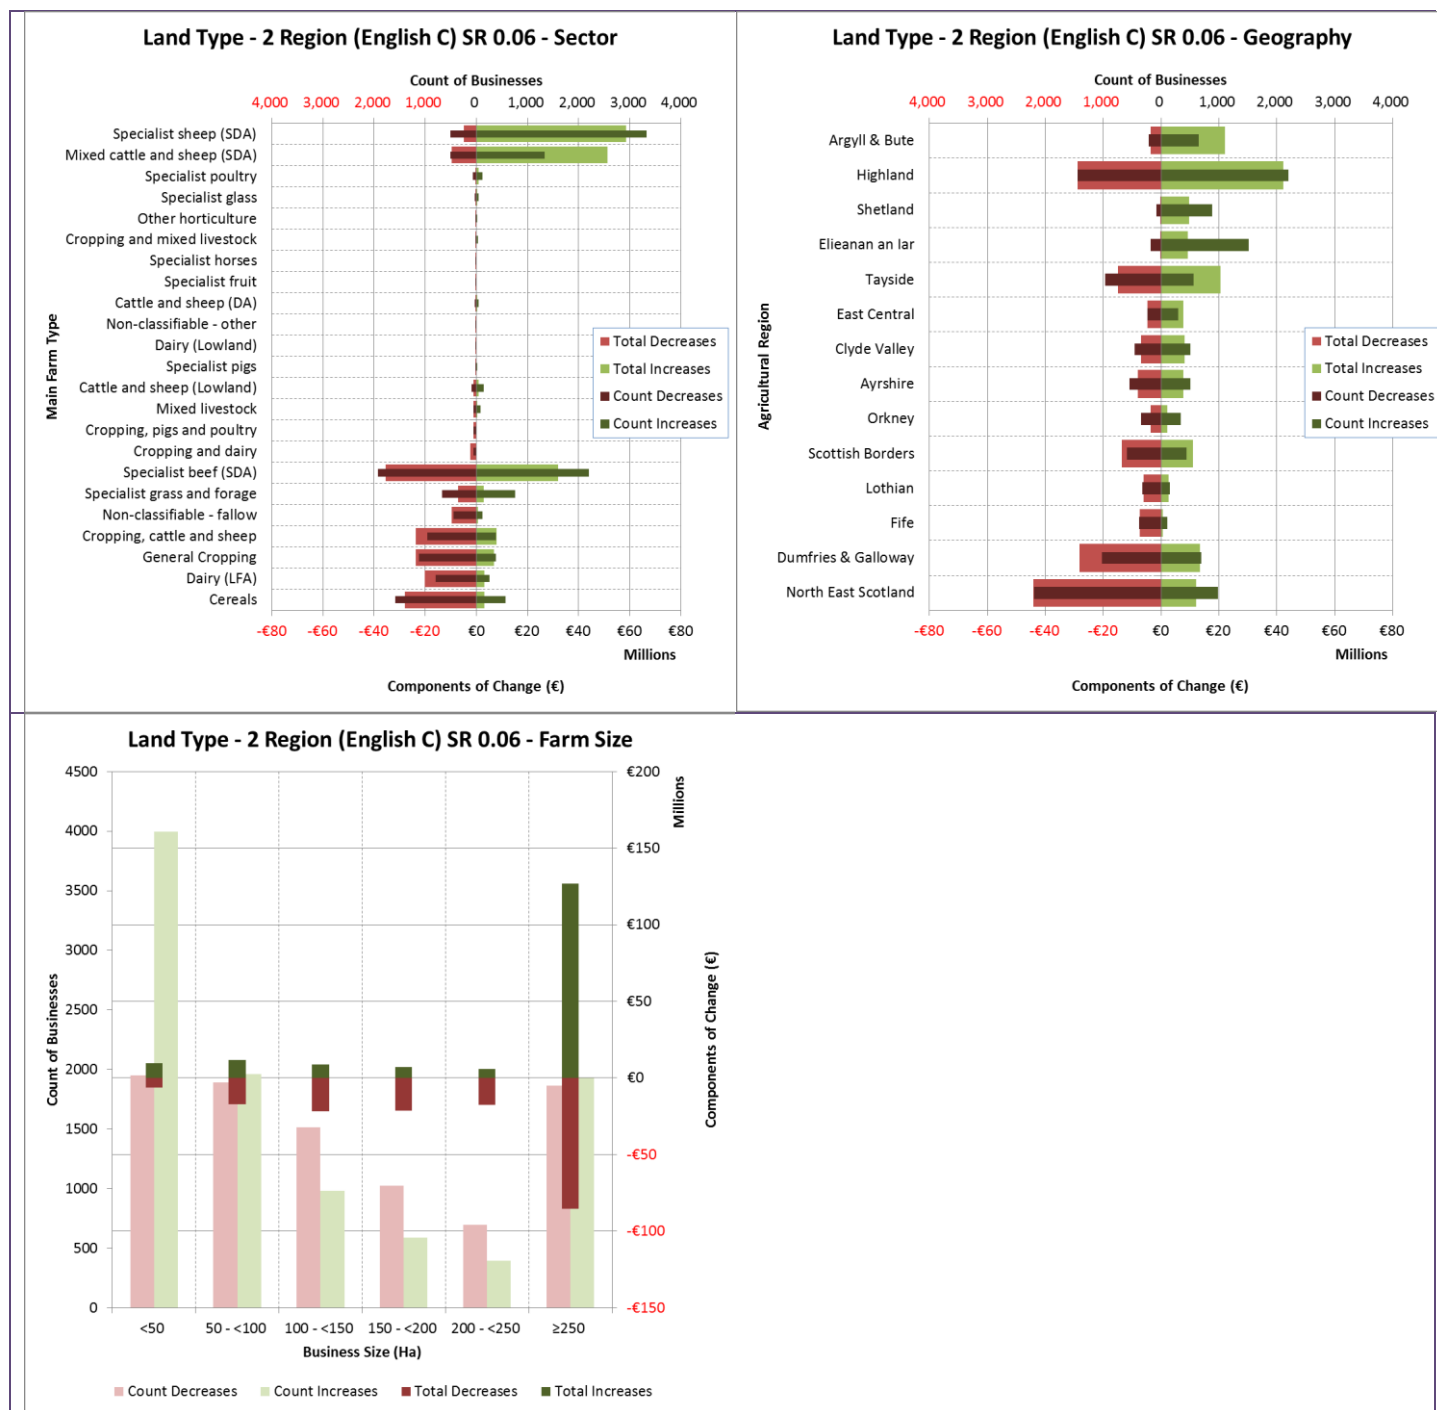 Land Type - 2 Region (English C) SR 0.06 - Sector
Count of Businesses
4,000 3,000 2,000 1,000 0 1,000 2,000 3,000 4,000
Main Farm Type
Specialist sheep (SDA)
Mixed cattle and sheep (SDA)
Specialist poultry
Specialist glass
Other horticulture
Cropping and mixed livestock
Specialist horses
Specialist fruit
Cattle and sheep (DA)
Non-classifiable - other
Dairy (Lowland)
Specialist pigs
Cattle and sheep (Lowland)
Mixed livestock
Cropping, pigs and poultry
Cropping and dairy
Specialist beef (SDA)
Specialist grass and forage
Non-classifiable - fallow
Cropping, cattle and sheep
General Cropping
Dairy (LFA)
Cereals
Total Decreases
Total Increases
Count Decreases
Count Increases
-€80 -€60 -€40 -€20 €0 €20 €40 €60 €80
Millions
Components of Change (€)
Land Type - 2 Region (English C) SR 0.06 - Geography
Count of Businesses
4,000 3,000 2,000 1,000 0 1,000 2,000 3,000 4,000
Agricultural Region
Argyll & Bute
Highland
Shetland
Elieanan an Iar
Tayside
East Central
Clyde Valley
Ayrshire
Orkney
Scottish Borders
Lothian
Fife
Dumfries & Galloway
North East Scotland
Total Decreases
Total Increases
Count Decreases
Count Increases
-€80 -€60 -€40 -€20 €0 €20 €40 €60 €80
Millions
Components of Change (€)
Land Type - 2 Region (English C) SR 0.06 - Farm Size
Count of Businesses
4500
4000
3500
3000
2500
2000
1500
1000
500
0
€200
€150
€100
€50
€0
-€50
-€100
-€150
Millions
Components of Change (€)
<50 50 - <100 100 - <150 150 - <200 200 - <250 ≥250
Business Size (Ha)
Count Decreases Count Increases Total Decreases Total Increases